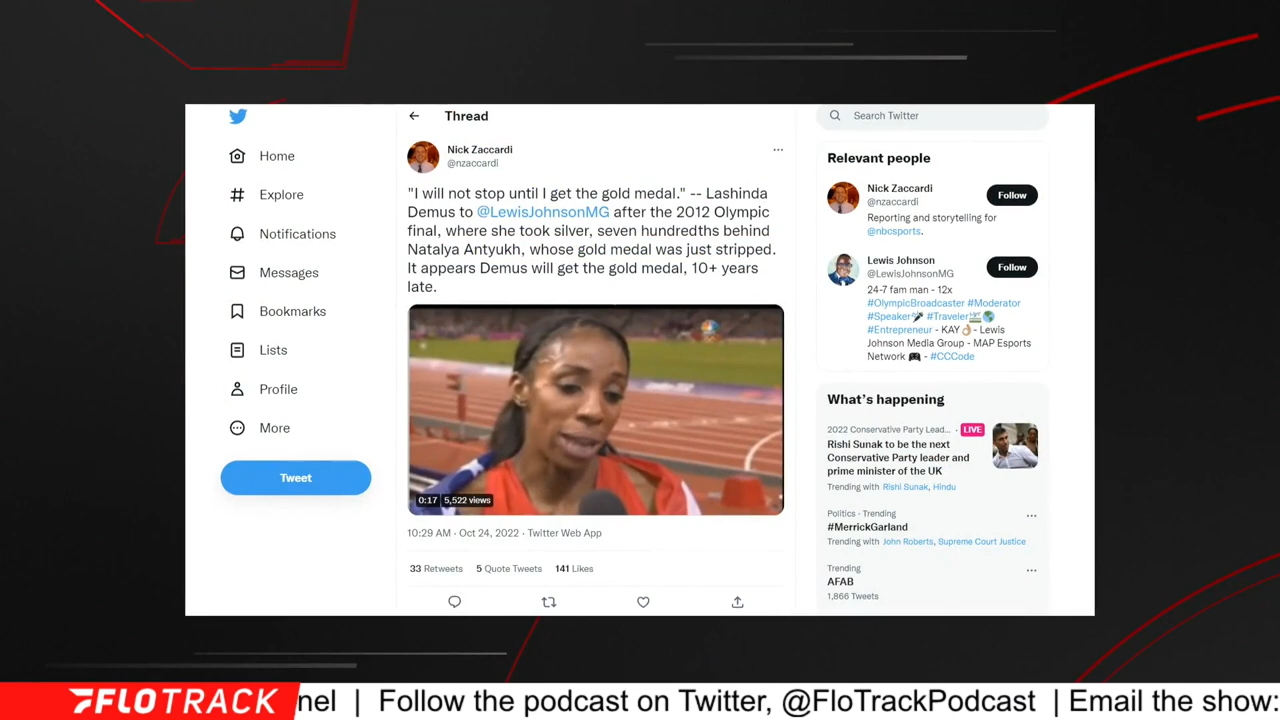 Home
Explore
Notifications
Messages
Bookmarks
Lists
Profile
More
Tweet
Thread
Nick Zaccardi
@nzaccardi
"I will not stop until I get the gold medal." -- Lashinda
Demus to @LewisJohnsonMG after the 2012 Olympic
final, where she took silver, seven hundredths behind
Natalya Antyukh, whose gold medal was just stripped.
It appears Demus will get the gold medal, 10+ years
late.
0:17 5,522 views
10:29 AM · Oct 24, 2022 · Twitter Web App
33 Retweets 5 Quote Tweets 141 Likes
Search Twitter
Relevant people
Nick Zaccardi
@nzaccardi
Follow
Reporting and storytelling for
@nbcsports.
Lewis Johnson
@LewisJohnsonMG
Follow
24-7 fam man - 12x
#OlympicBroadcaster #Moderator
#Speaker🎤 #Traveler🛫🌎
#Entrepreneur - KAY👌🏼- Lewis
Johnson Media Group - MAP Esports
Network 🎮 - #CCCode
What's happening
2022 Conservative Party Lead... · LIVE
Rishi Sunak to be the next
Conservative Party leader and
prime minister of the UK
Trending with Rishi Sunak, Hindu
Politics · Trending
#MerrickGarland
Trending with John Roberts, Supreme Court Justice
Trending
AFAB
1,866 Tweets
FLOTRACK
nel | Follow the podcast on Twitter, @FloTrackPodcast | Email the show: